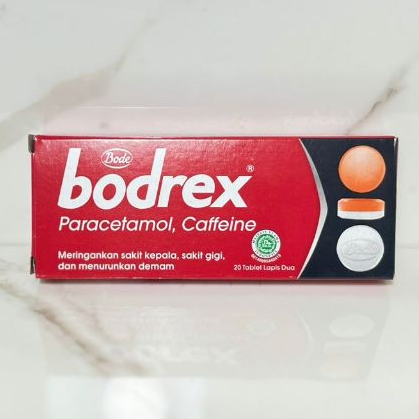 Bode
bodrex®
Paracetamol, Caffeine
Meringankan sakit kepala, sakit gigi,
dan menurunkan demam
20 Tablet Lapis Dua